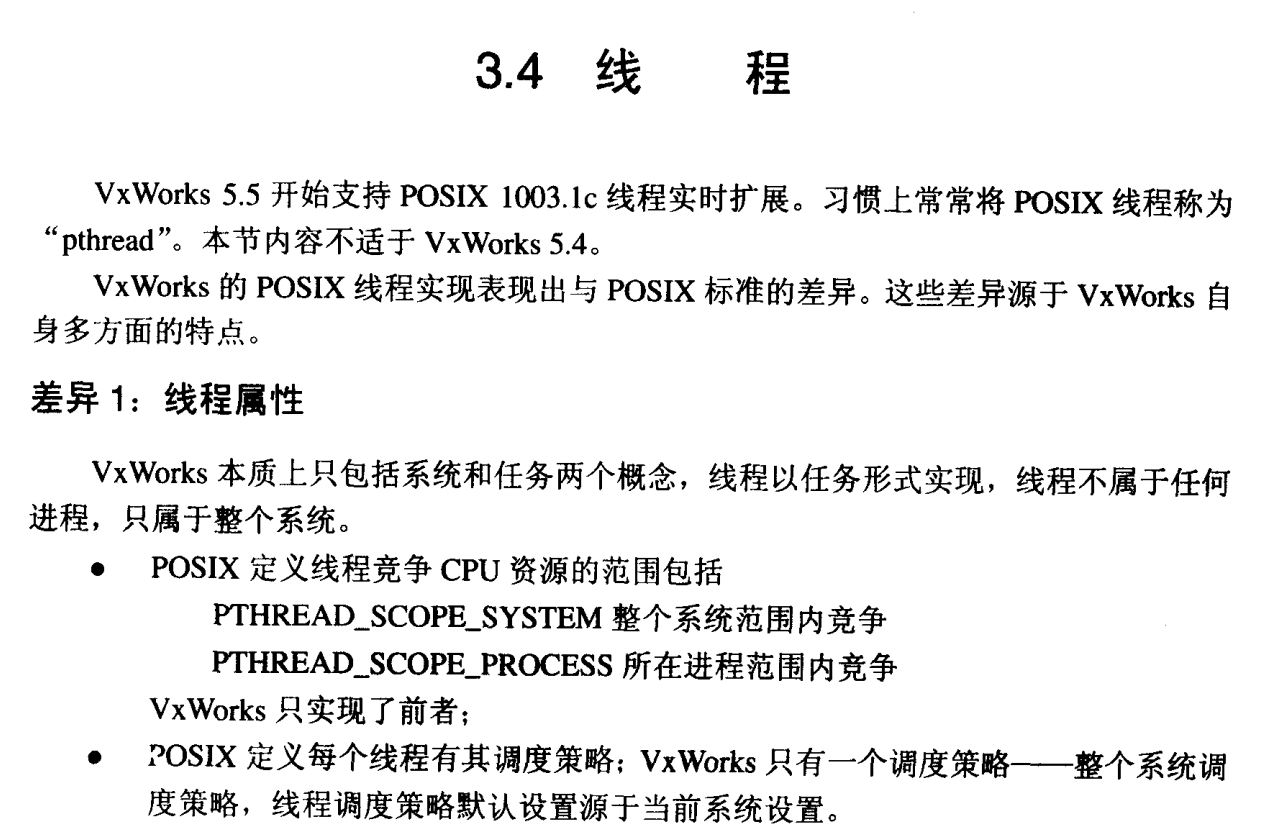 3.4 线 程
VxWorks 5.5 开始支持 POSIX 1003.1c 线程实时扩展。习惯上常常将 POSIX 线程称为
“pthread”。本节内容不适于 VxWorks 5.4。
VxWorks 的 POSIX 线程实现表现出与 POSIX 标准的差异。这些差异源于 VxWorks 自
身多方面的特点。
差异 1：线程属性
VxWorks 本质上只包括系统和任务两个概念，线程以任务形式实现，线程不属于任何
进程，只属于整个系统。
● POSIX 定义线程竞争 CPU 资源的范围包括
PTHREAD_SCOPE_SYSTEM 整个系统范围内竞争
PTHREAD_SCOPE_PROCESS 所在进程范围内竞争
VxWorks 只实现了前者；
● POSIX 定义每个线程有其调度策略；VxWorks 只有一个调度策略——整个系统调
度策略，线程调度策略默认设置源于当前系统设置。